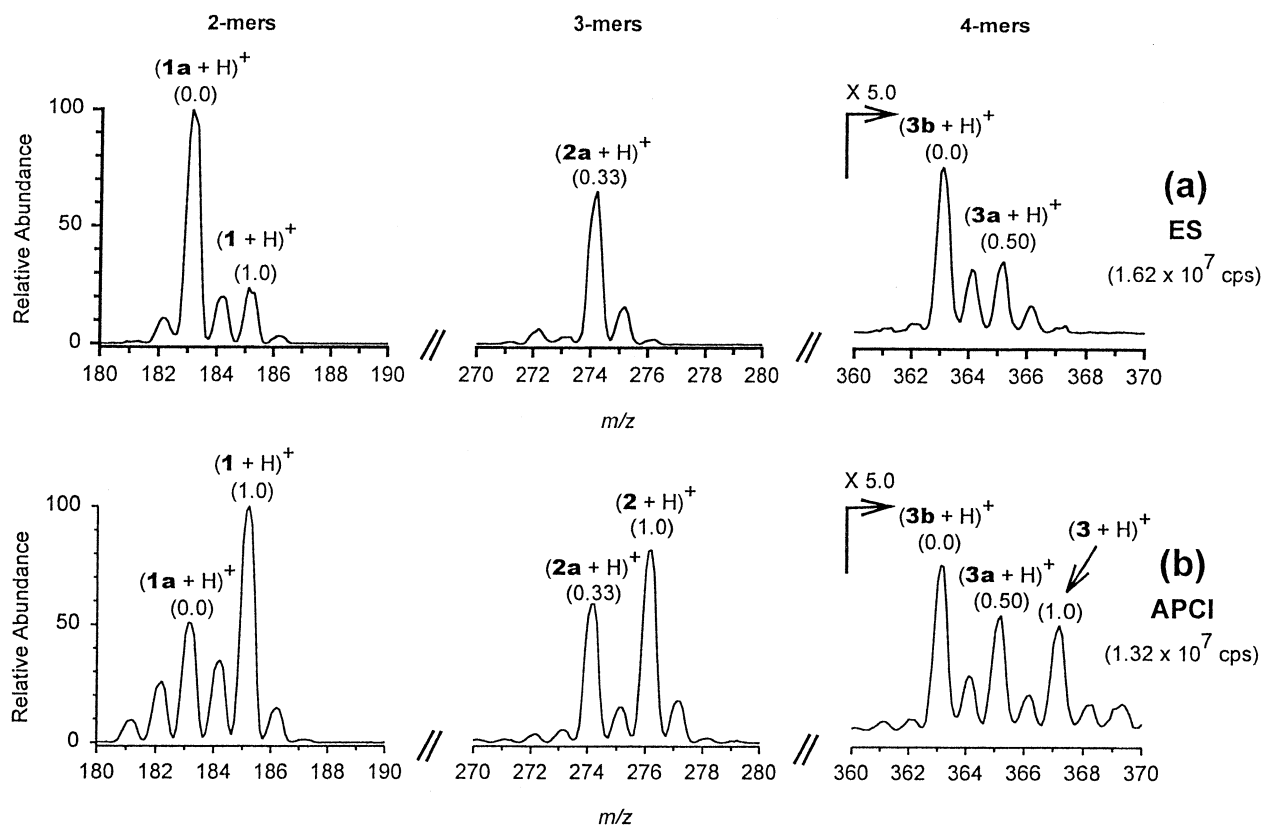 2-mers 3-mers 4-mers
(1a + H)+
(0.0)
(1 + H)+
(1.0)
(2a + H)+
(0.33)
X 5.0
(3b + H)+
(0.0)
(3a + H)+
(0.50)
(a)
ES
(1.62 x 10^7 cps)
Relative Abundance
100
50
0
180 182 184 186 188 190
270 272 274 276 278 280
360 362 364 366 368 370
m/z
(1 + H)+
(1.0)
(1a + H)+
(0.0)
(2 + H)+
(1.0)
(2a + H)+
(0.33)
X 5.0
(3b + H)+
(0.0)
(3a + H)+
(0.50)
(3 + H)+
(1.0)
(b)
APCI
(1.32 x 10^7 cps)
Relative Abundance
100
50
0
180 182 184 186 188 190
270 272 274 276 278 280
360 362 364 366 368 370
m/z